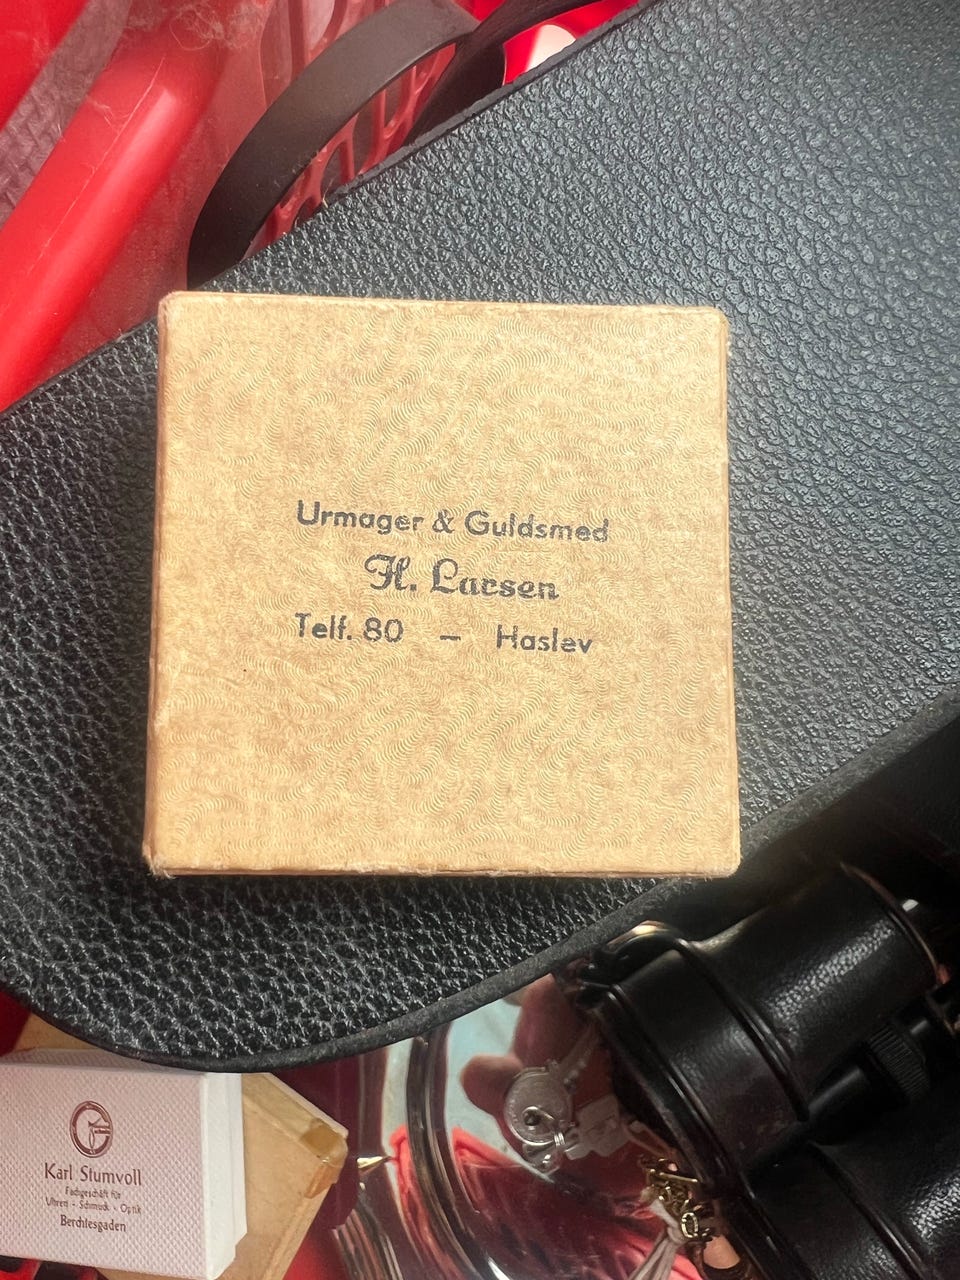 Urmager & Guldsmed
H. Larsen
Telf. 80 — Haslev
Karl Stumvoll
Fachgeschäft für
Uhren - Schmuck - Optik
Berchtesgaden